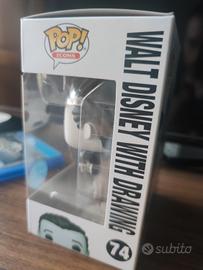 POP!
ICONS
WALT DISNEY WITH DRAWING
74
subito